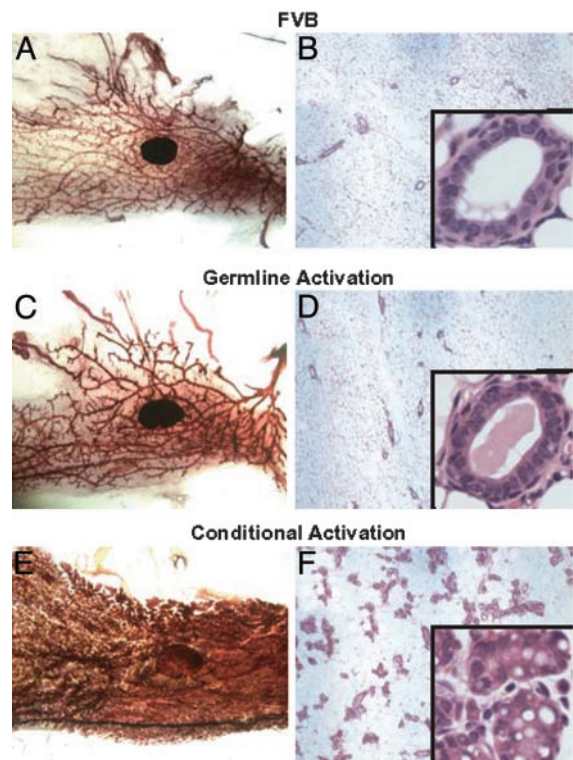 FVB
A
B
Germline Activation
C
D
Conditional Activation
E
F